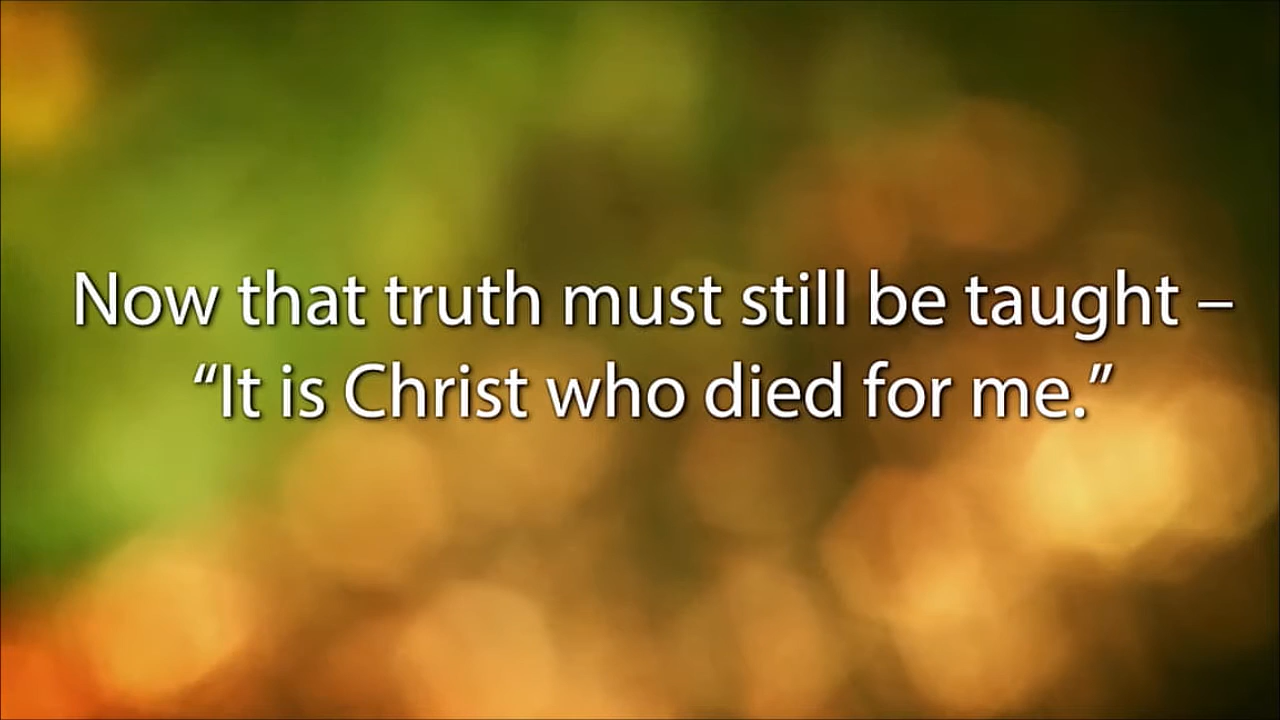 Now that truth must still be taught –
“It is Christ who died for me.”